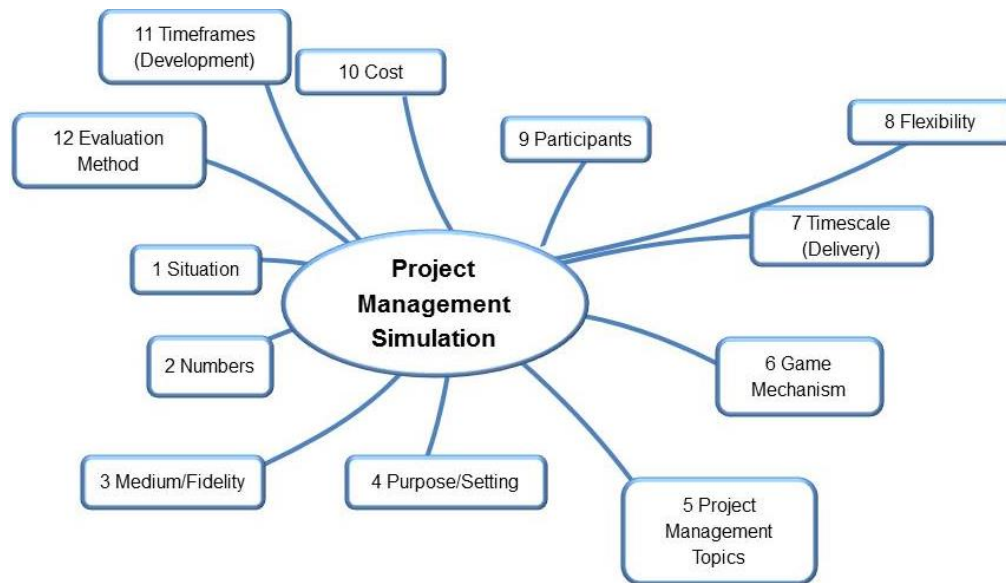 11 Timeframes
(Development)
10 Cost
8 Flexibility
12 Evaluation
Method
9 Participants
7 Timescale
(Delivery)
1 Situation
Project
Management
Simulation
2 Numbers
6 Game
Mechanism
3 Medium/Fidelity
4 Purpose/Setting
5 Project
Management
Topics